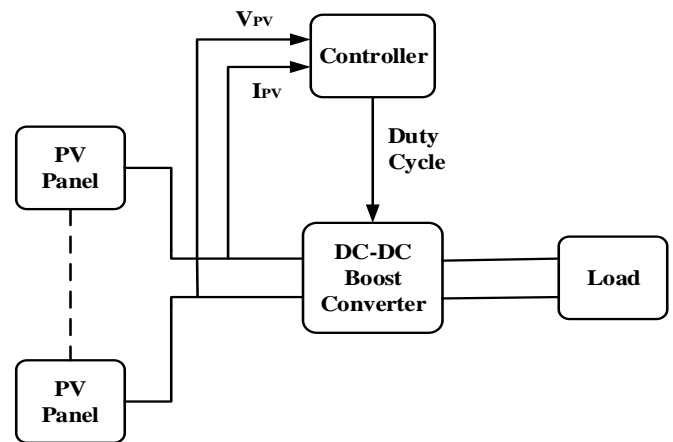 VPV
Controller
IPV
Duty
Cycle
PV
Panel
DC-DC
Boost
Converter
Load
PV
Panel